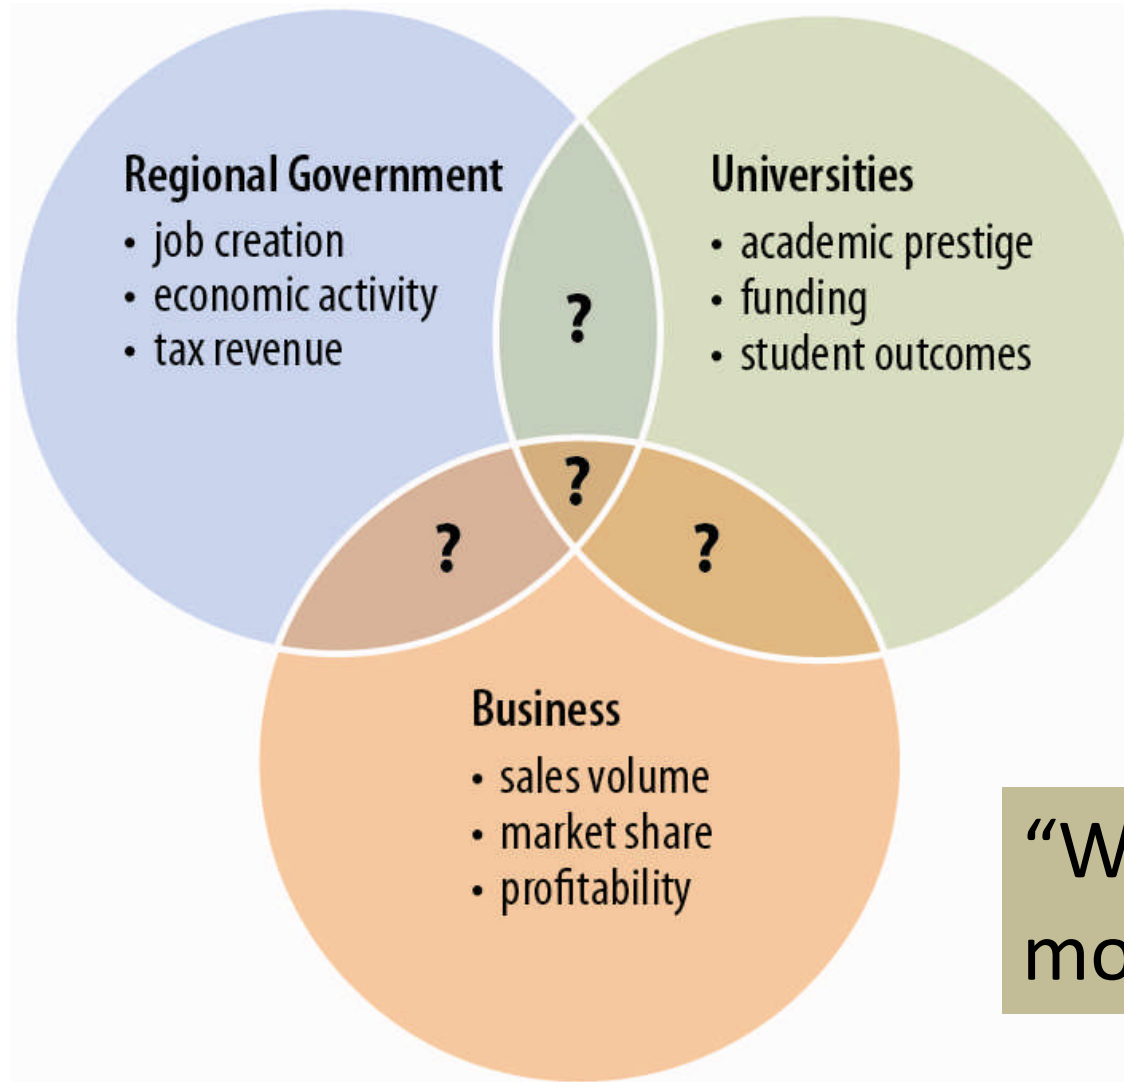 Regional Government
• job creation
• economic activity
• tax revenue
Universities
• academic prestige
• funding
• student outcomes
?
?
?
?
Business
• sales volume
• market share
• profitability